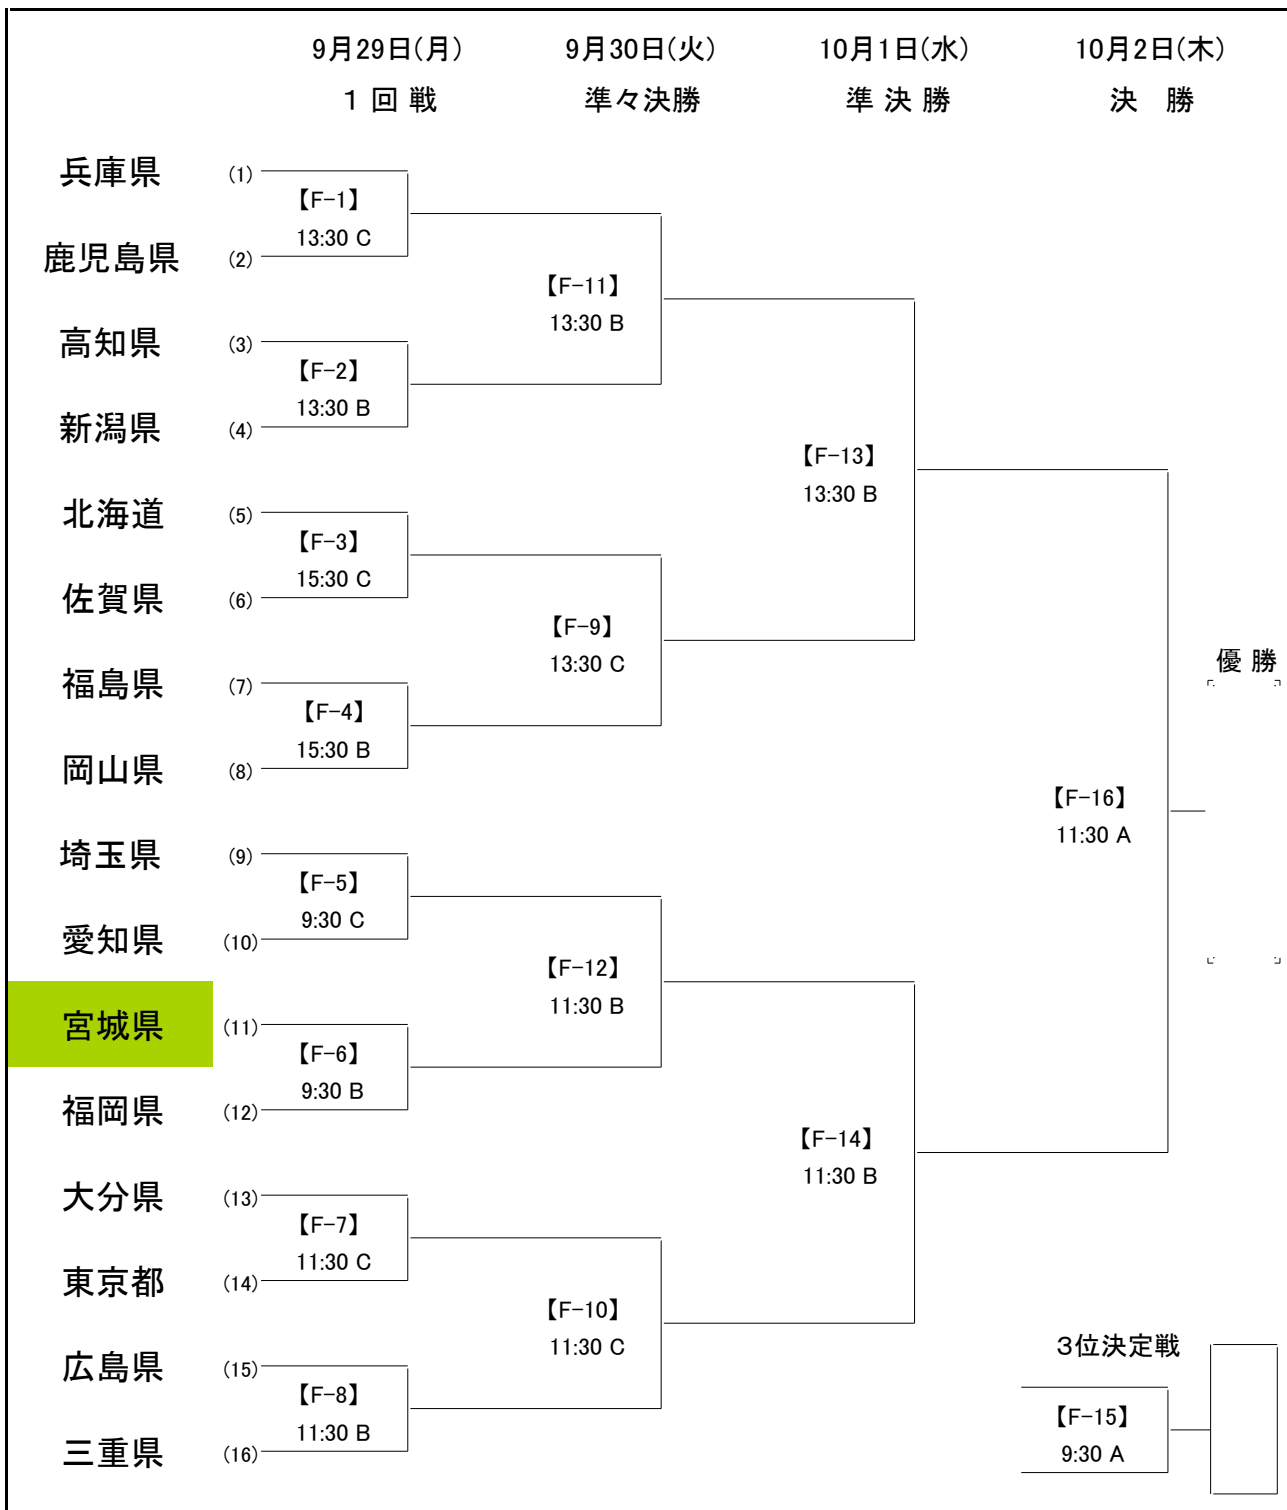 9月29日(月) 9月30日(火) 10月1日(水) 10月2日(木)
１ 回 戦 準々決勝 準 決 勝 決　勝
兵庫県 (1)
【F-1】
13:30 C
鹿児島県 (2)
【F-11】
13:30 B
高知県 (3)
【F-2】
13:30 B
新潟県 (4)
【F-13】
13:30 B
北海道 (5)
【F-3】
15:30 C
佐賀県 (6)
【F-9】
13:30 C
優 勝
福島県 (7)
【F-4】
15:30 B
岡山県 (8)
【F-16】
11:30 A
埼玉県 (9)
【F-5】
9:30 C
愛知県 (10)
【F-12】
11:30 B
宮城県 (11)
【F-6】
9:30 B
福岡県 (12)
【F-14】
11:30 B
大分県 (13)
【F-7】
11:30 C
東京都 (14)
【F-10】
11:30 C
３位決定戦
広島県 (15)
【F-8】
11:30 B
【F-15】
9:30 A
三重県 (16)